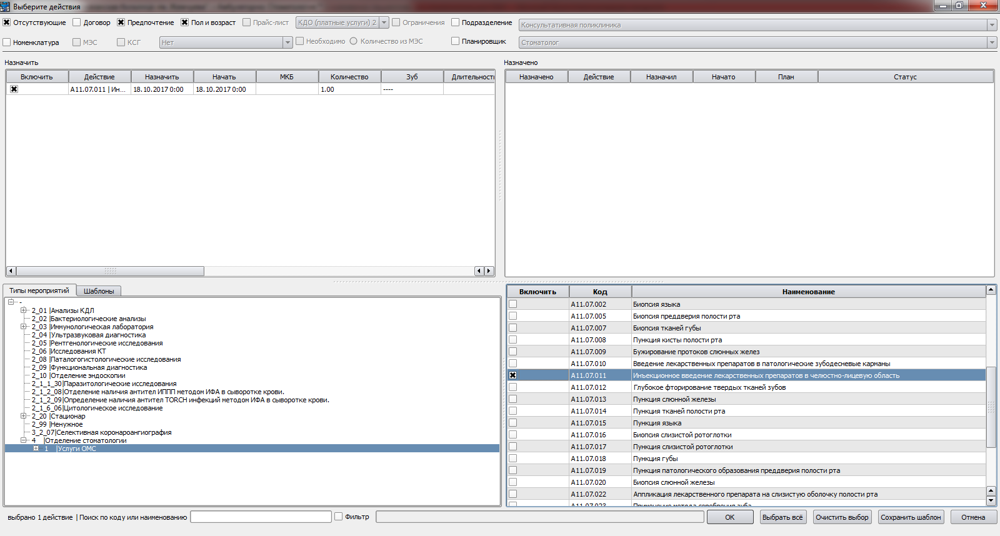 Выберите действия
Отсутствующие Договор Предпочтение Пол и возраст Прайс-лист КДО (платные услуги) 2 Ограничения Подразделение Консультативная поликлиника
Номенклатура МЭС КСГ Нет Необходимо Количество из МЭС Планировщик Стоматолог
Назначить
Включить Действие Назначить Начать МКБ Количество Зуб Длительность
A11.07.011 | Ин... 18.10.2017 0:00 18.10.2017 0:00 1.00 ----
Назначено
Назначено Действие Назначил Начато План Статус
Типы мероприятий Шаблоны
-
2_01 |Анализы КДЛ
2_02 |Бактериологические анализы
2_03 |Иммунологическая лаборатория
2_04 |Ультразвуковая диагностика
2_05 |Рентгенологические исследования
2_06 |Исследования КТ
2_08 |Паталогогистологические исследования
2_09 |Функциональная диагностика
2_10 |Отделение эндоскопии
2_1_1_30|Паразитологические исследования
2_1_2_08|Отделение наличия антител ИППП методом ИФА в сыворотке крови.
2_1_2_09|Определение наличия антител TORCH инфекций методом ИФА в сыворотке крови.
2_1_6_06|Цитологическое исследование
2_20 |Стационар
2_99 |Ненужное
3_2_07|Селективная коронароангиография
4 |Отделение стоматологии
1 |Услуги ОМС
Включить Код Наименование
A11.07.002 Биопсия языка
A11.07.005 Биопсия преддверия полости рта
A11.07.007 Биопсия тканей губы
A11.07.008 Пункция кисты полости рта
A11.07.009 Бужирование протоков слюнных желез
A11.07.010 Введение лекарственных препаратов в патологические зубодесневые карманы
A11.07.011 Инъекционное введение лекарственных препаратов в челюстно-лицевую область
A11.07.012 Глубокое фторирование твердых тканей зубов
A11.07.013 Пункция слюнной железы
A11.07.014 Пункция тканей полости рта
A11.07.015 Пункция языка
A11.07.016 Биопсия слизистой ротоглотки
A11.07.017 Пункция слизистой ротоглотки
A11.07.018 Пункция губы
A11.07.019 Пункция патологического образования преддверия полости рта
A11.07.020 Биопсия слюнной железы
A11.07.022 Аппликация лекарственного препарата на слизистую оболочку полости рта
A11.07.023 Применение метода серебрения зуба
выбрано 1 действие | Поиск по коду или наименованию Фильтр ОК Выбрать всё Очистить выбор Сохранить шаблон Отмена